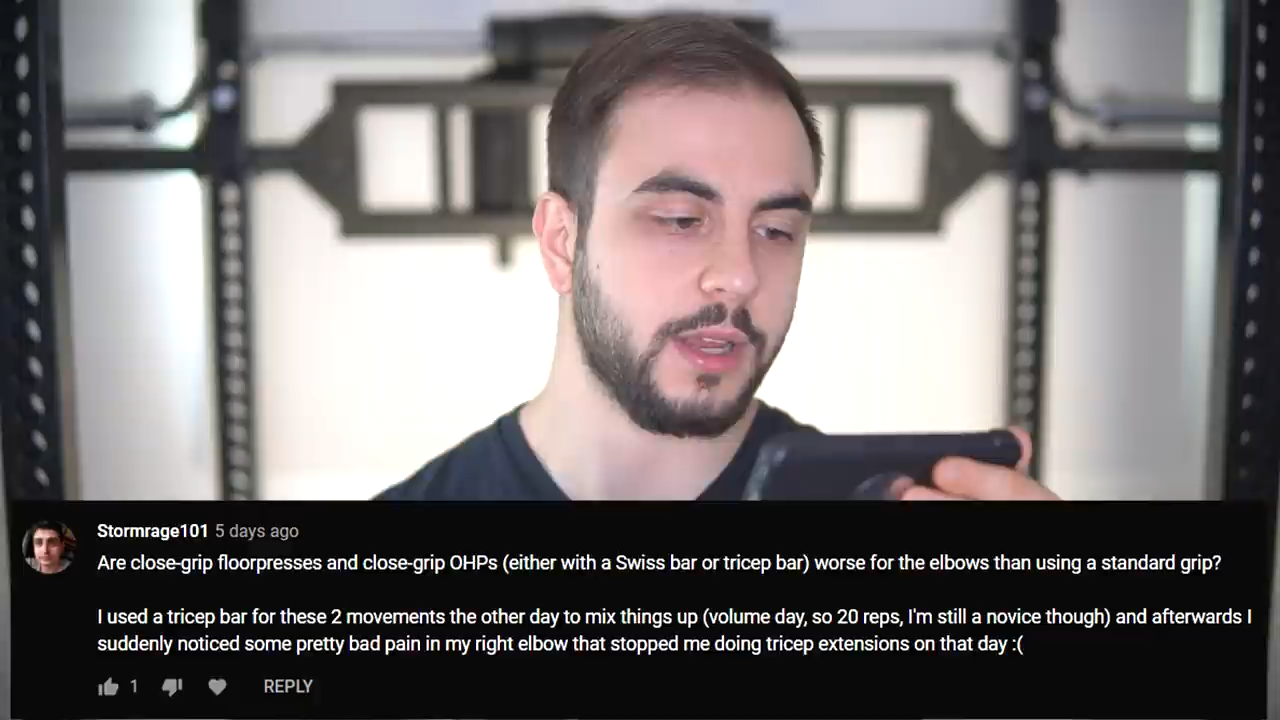 Stormrage101 5 days ago
Are close-grip floorpresses and close-grip OHPs (either with a Swiss bar or tricep bar) worse for the elbows than using a standard grip?
I used a tricep bar for these 2 movements the other day to mix things up (volume day, so 20 reps, I'm still a novice though) and afterwards I
suddenly noticed some pretty bad pain in my right elbow that stopped me doing tricep extensions on that day :(
1 REPLY